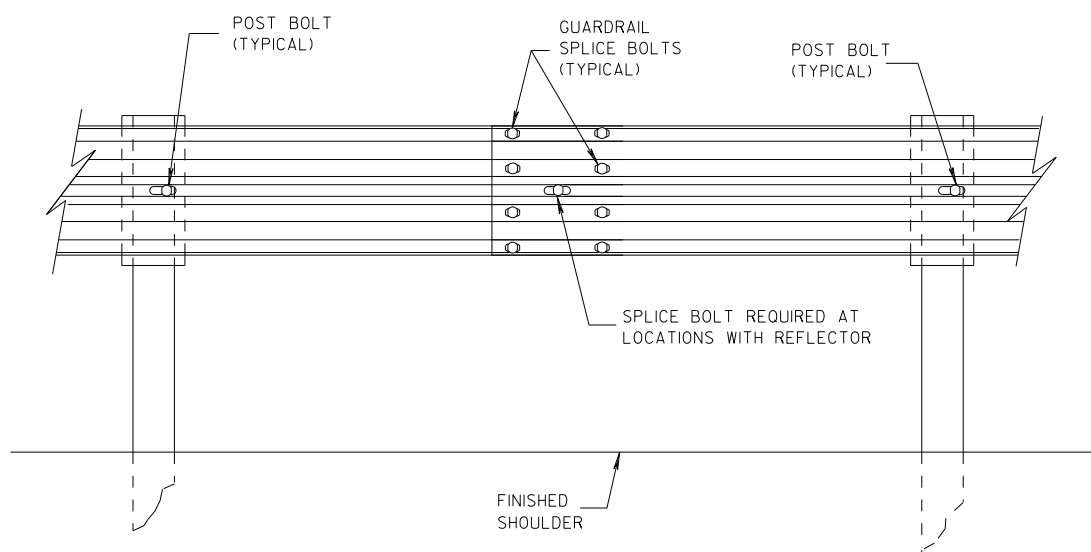 POST BOLT
(TYPICAL)
GUARDRAIL
SPLICE BOLTS
(TYPICAL)
POST BOLT
(TYPICAL)
SPLICE BOLT REQUIRED AT
LOCATIONS WITH REFLECTOR
FINISHED
SHOULDER